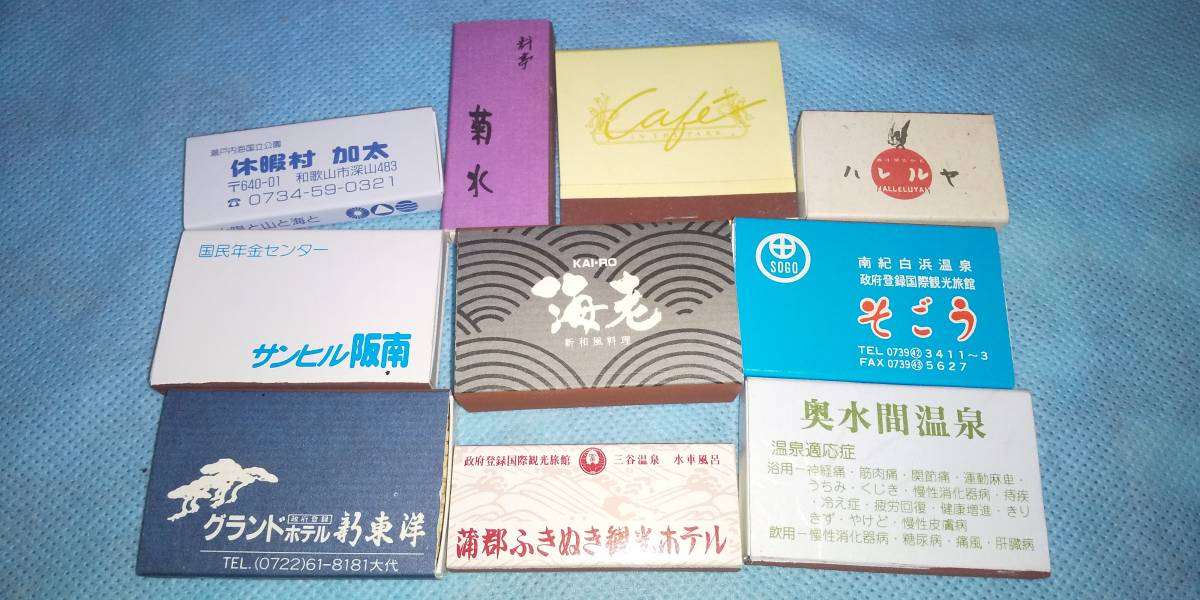 瀬戸内海国立公園
休暇村 加太
〒640-01 和歌山市深山483
☎ 0734-59-0321
と山と海と
料亭
菊水
Café
IN THE PARK
ハレルヤ
ALLELUYA
国民年金センター
サンヒル阪南
KAI・RO
海老
新和風料理
SOGO
南紀白浜温泉
政府登録国際観光旅館
そごう
TEL 0739㊷3411〜3
FAX 0739㊸5627
政府登録
グランドホテル 新東洋
TEL.(0722)61-8181大代
政府登録国際観光旅館 三谷温泉 水車風呂
蒲郡ふきぬき観光ホテル
奥水間温泉
温泉適応症
浴用ー神経痛・筋肉痛・関節痛・運動麻痺・
うちみ・くじき・慢性消化器病・痔疾
・冷え症・疲労回復・健康増進・きり
きず・やけど・慢性皮膚病
飲用ー慢性消化器病・糖尿病・痛風・肝臓病